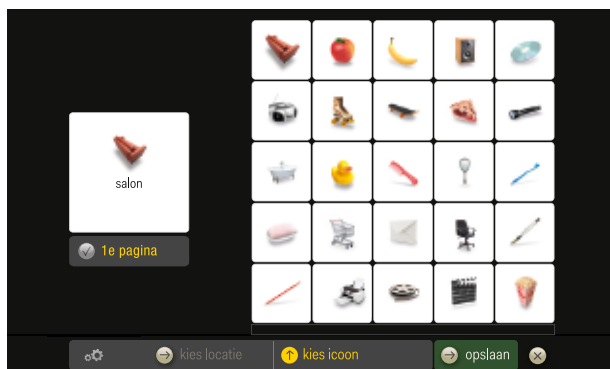 salon
1e pagina
kies locatie
kies icoon
opslaan